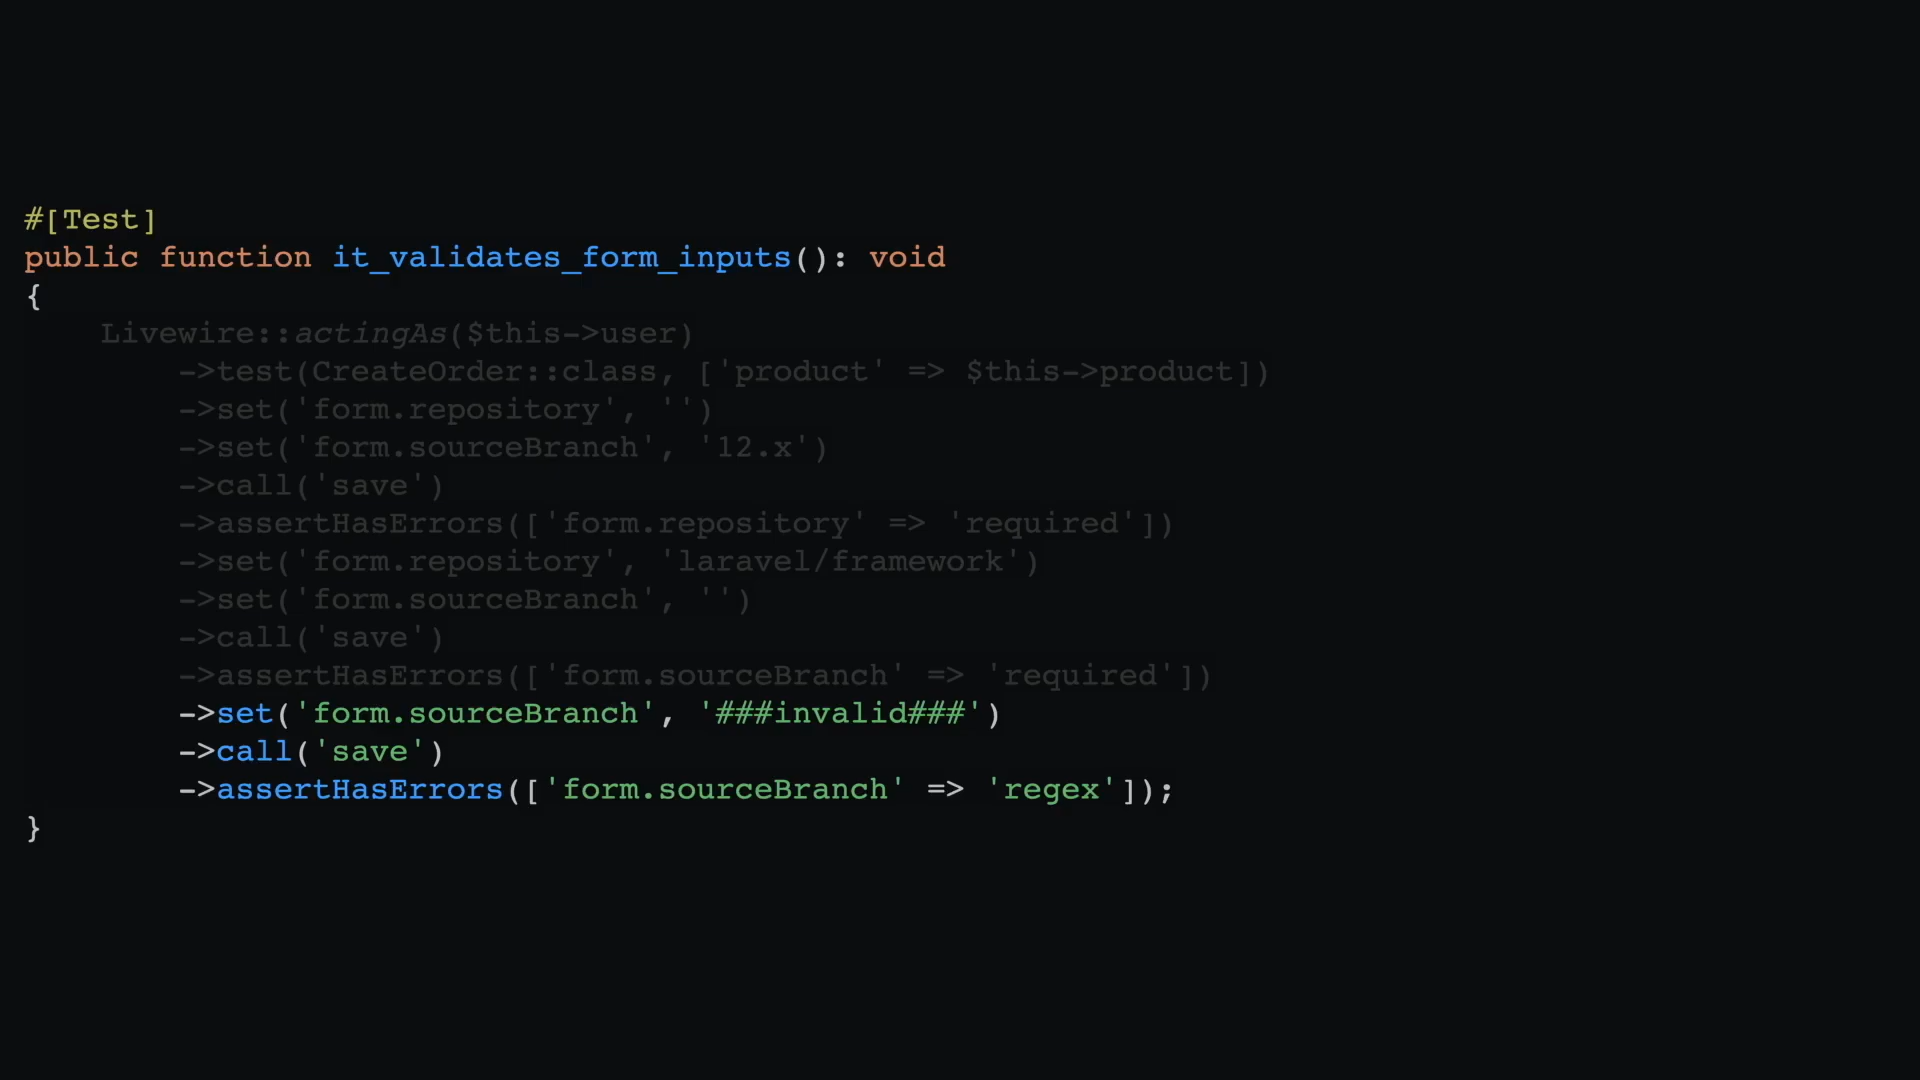 #[Test]
public function it_validates_form_inputs(): void
{
    Livewire::actingAs($this->user)
        ->test(CreateOrder::class, ['product' => $this->product])
        ->set('form.repository', '')
        ->set('form.sourceBranch', '12.x')
        ->call('save')
        ->assertHasErrors(['form.repository' => 'required'])
        ->set('form.repository', 'laravel/framework')
        ->set('form.sourceBranch', '')
        ->call('save')
        ->assertHasErrors(['form.sourceBranch' => 'required'])
        ->set('form.sourceBranch', '###invalid###')
        ->call('save')
        ->assertHasErrors(['form.sourceBranch' => 'regex']);
}